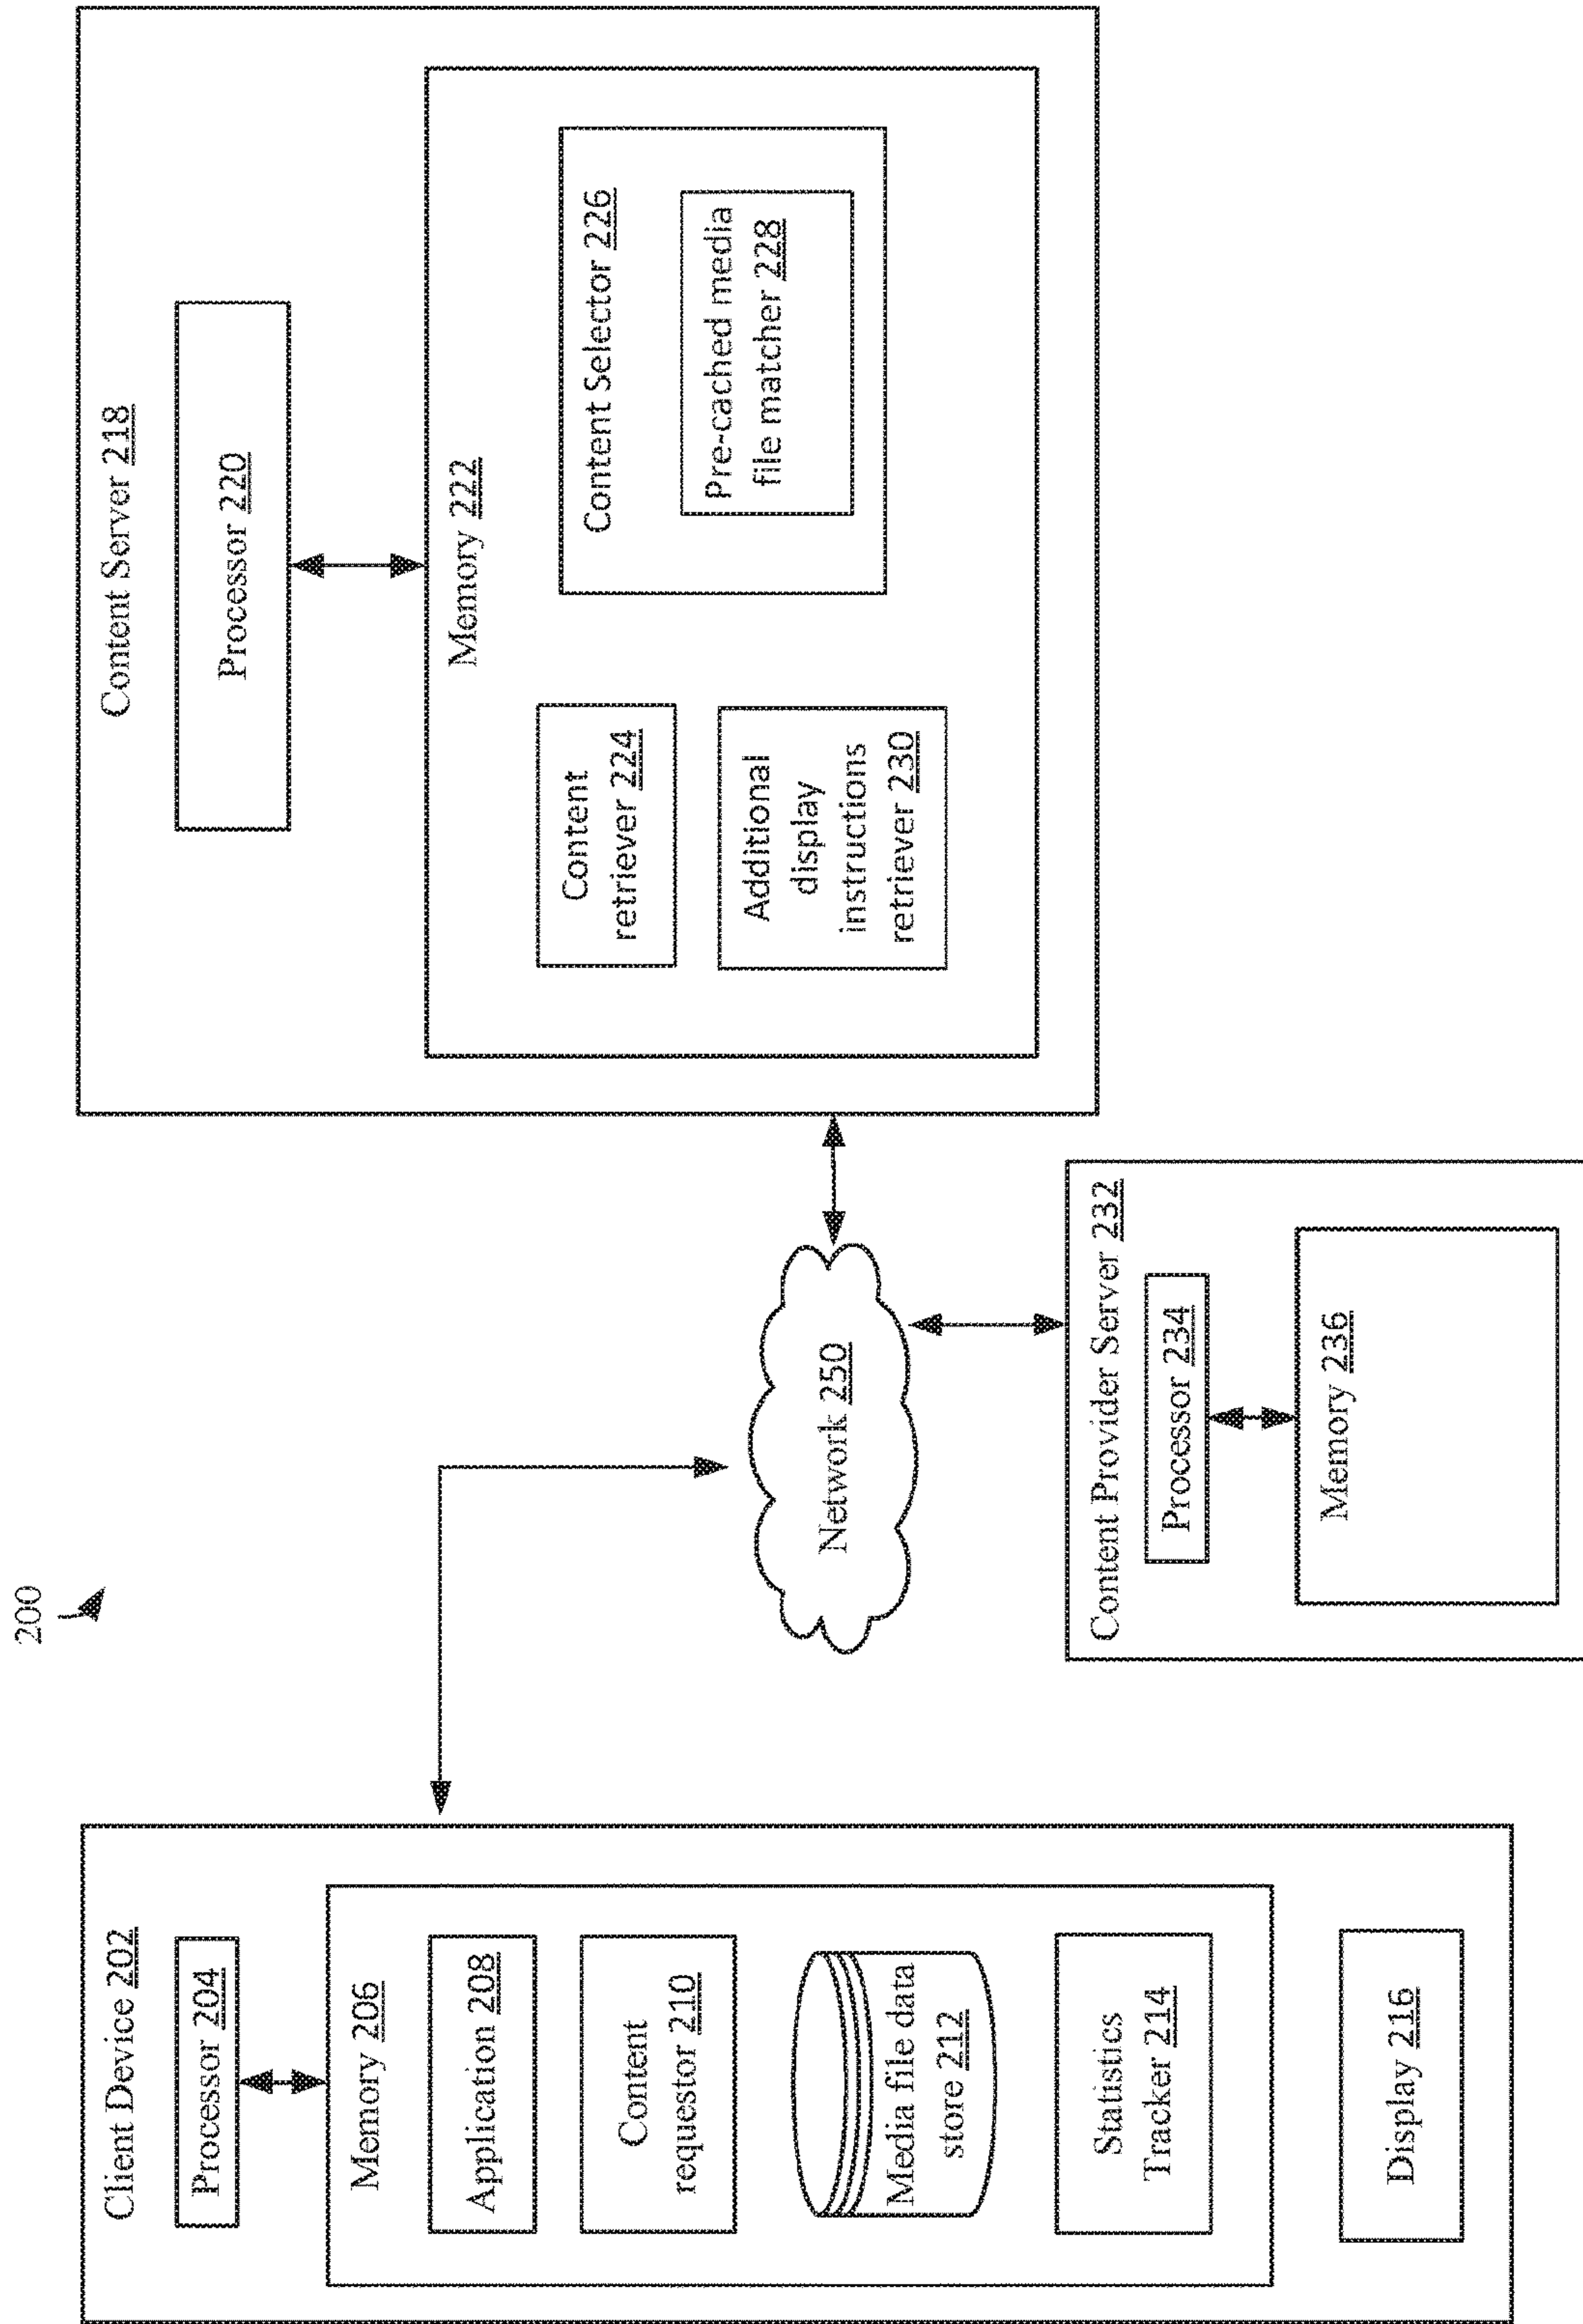 200
Client Device 202
Processor 204
Memory 206
Application 208
Content
requestor 210
Media file data
store 212
Statistics
Tracker 214
Display 216
Network 250
Content Provider Server 232
Processor 234
Memory 236
Content Server 218
Processor 220
Memory 222
Content
retriever 224
Additional
display
instructions
retriever 230
Content Selector 226
Pre-cached media
file matcher 228